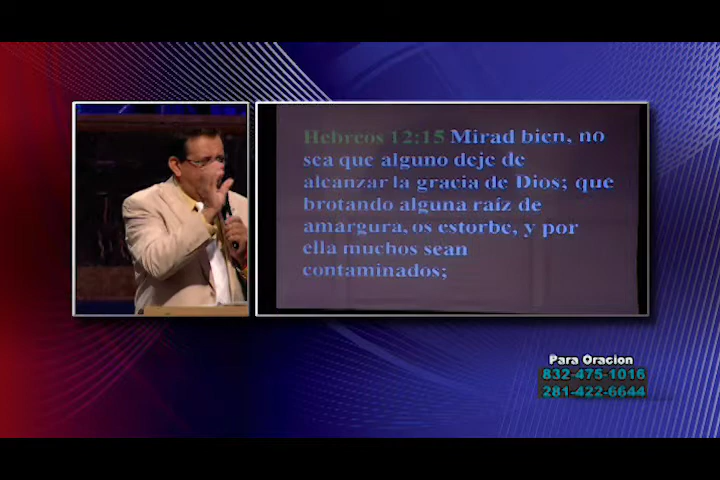 Hebreos 12:15 Mirad bien, no
sea que alguno deje de
alcanzar la gracia de Dios; que
brotando alguna raíz de
amargura, os estorbe, y por
ella muchos sean
contaminados;
Para Oracion
832-475-1016
281-422-6644